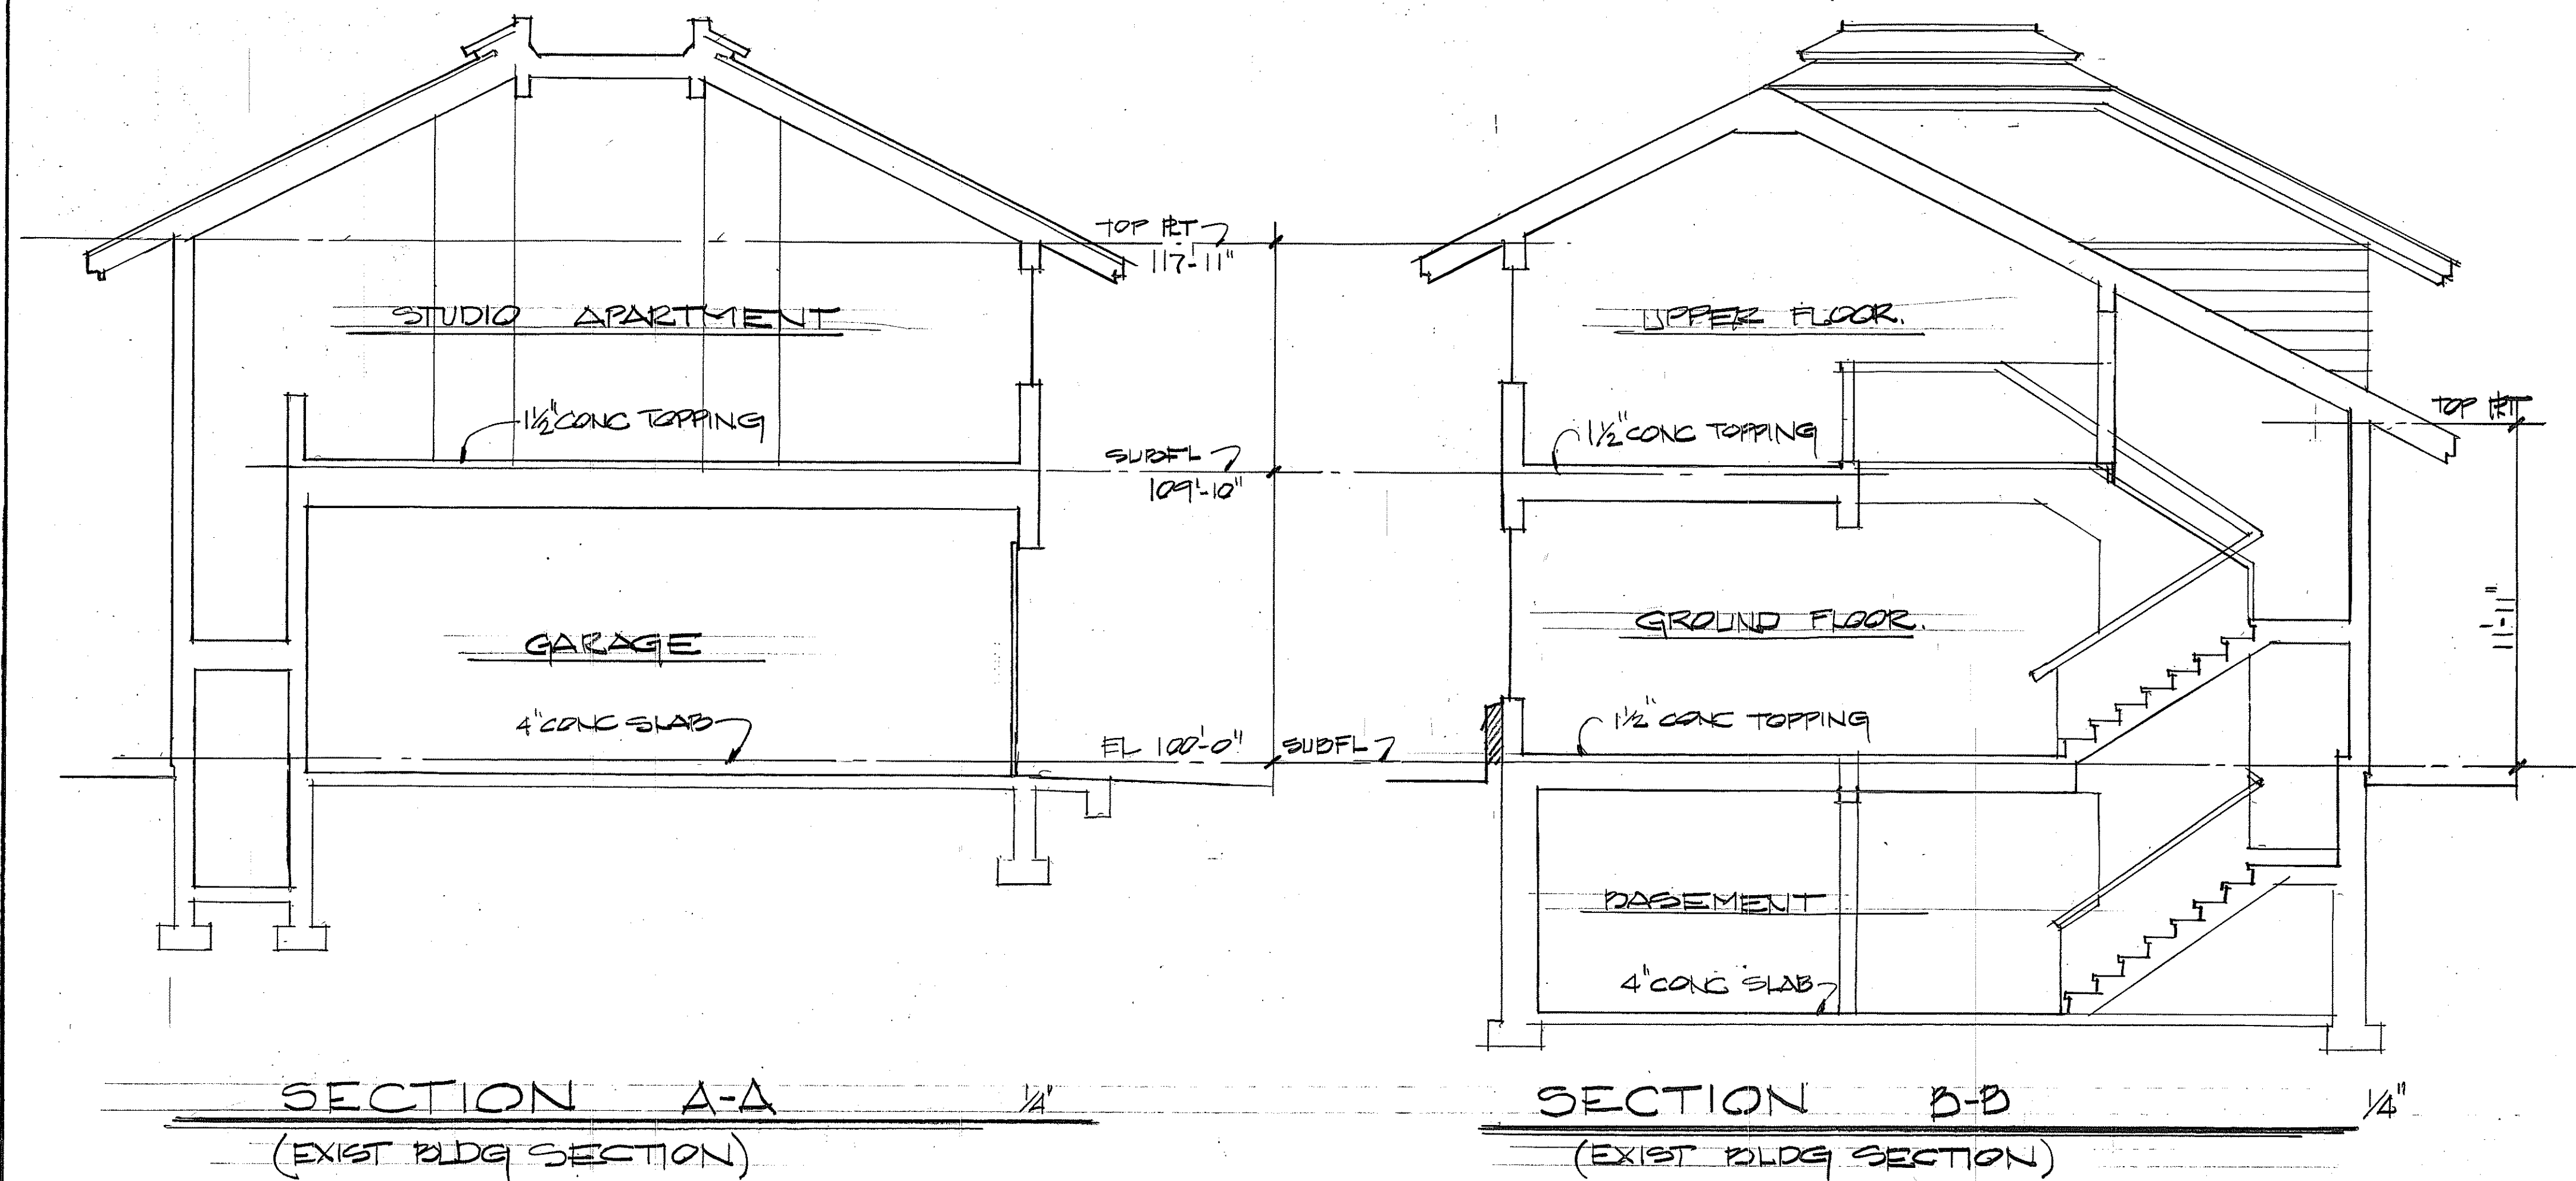 TOP PLT
117'-11"
STUDIO APARTMENT
1½" CONC TOPPING
SUBFL
109'-10"
GARAGE
4" CONC SLAB
EL 100'-0" SUBFL
SECTION A-A 1/4"
(EXIST BLDG SECTION)
UPPER FLOOR.
1½" CONC TOPPING
TOP PLT
GROUND FLOOR.
1½" CONC TOPPING
BASEMENT
4" CONC SLAB
SECTION B-B 1/4"
(EXIST BLDG SECTION)